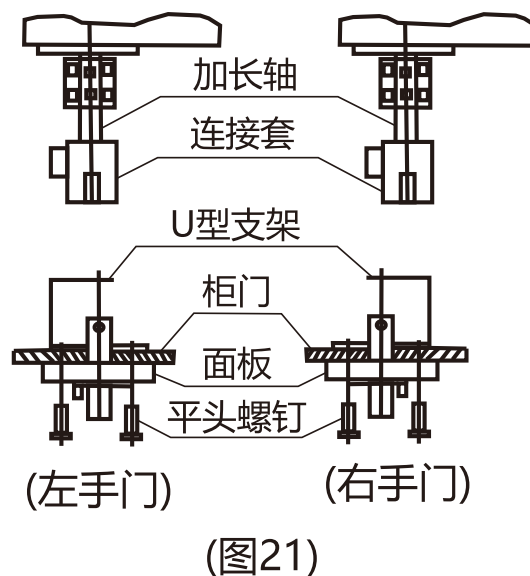 加长轴
连接套
U型支架
柜门
面板
平头螺钉
(左手门)
(右手门)
(图21)